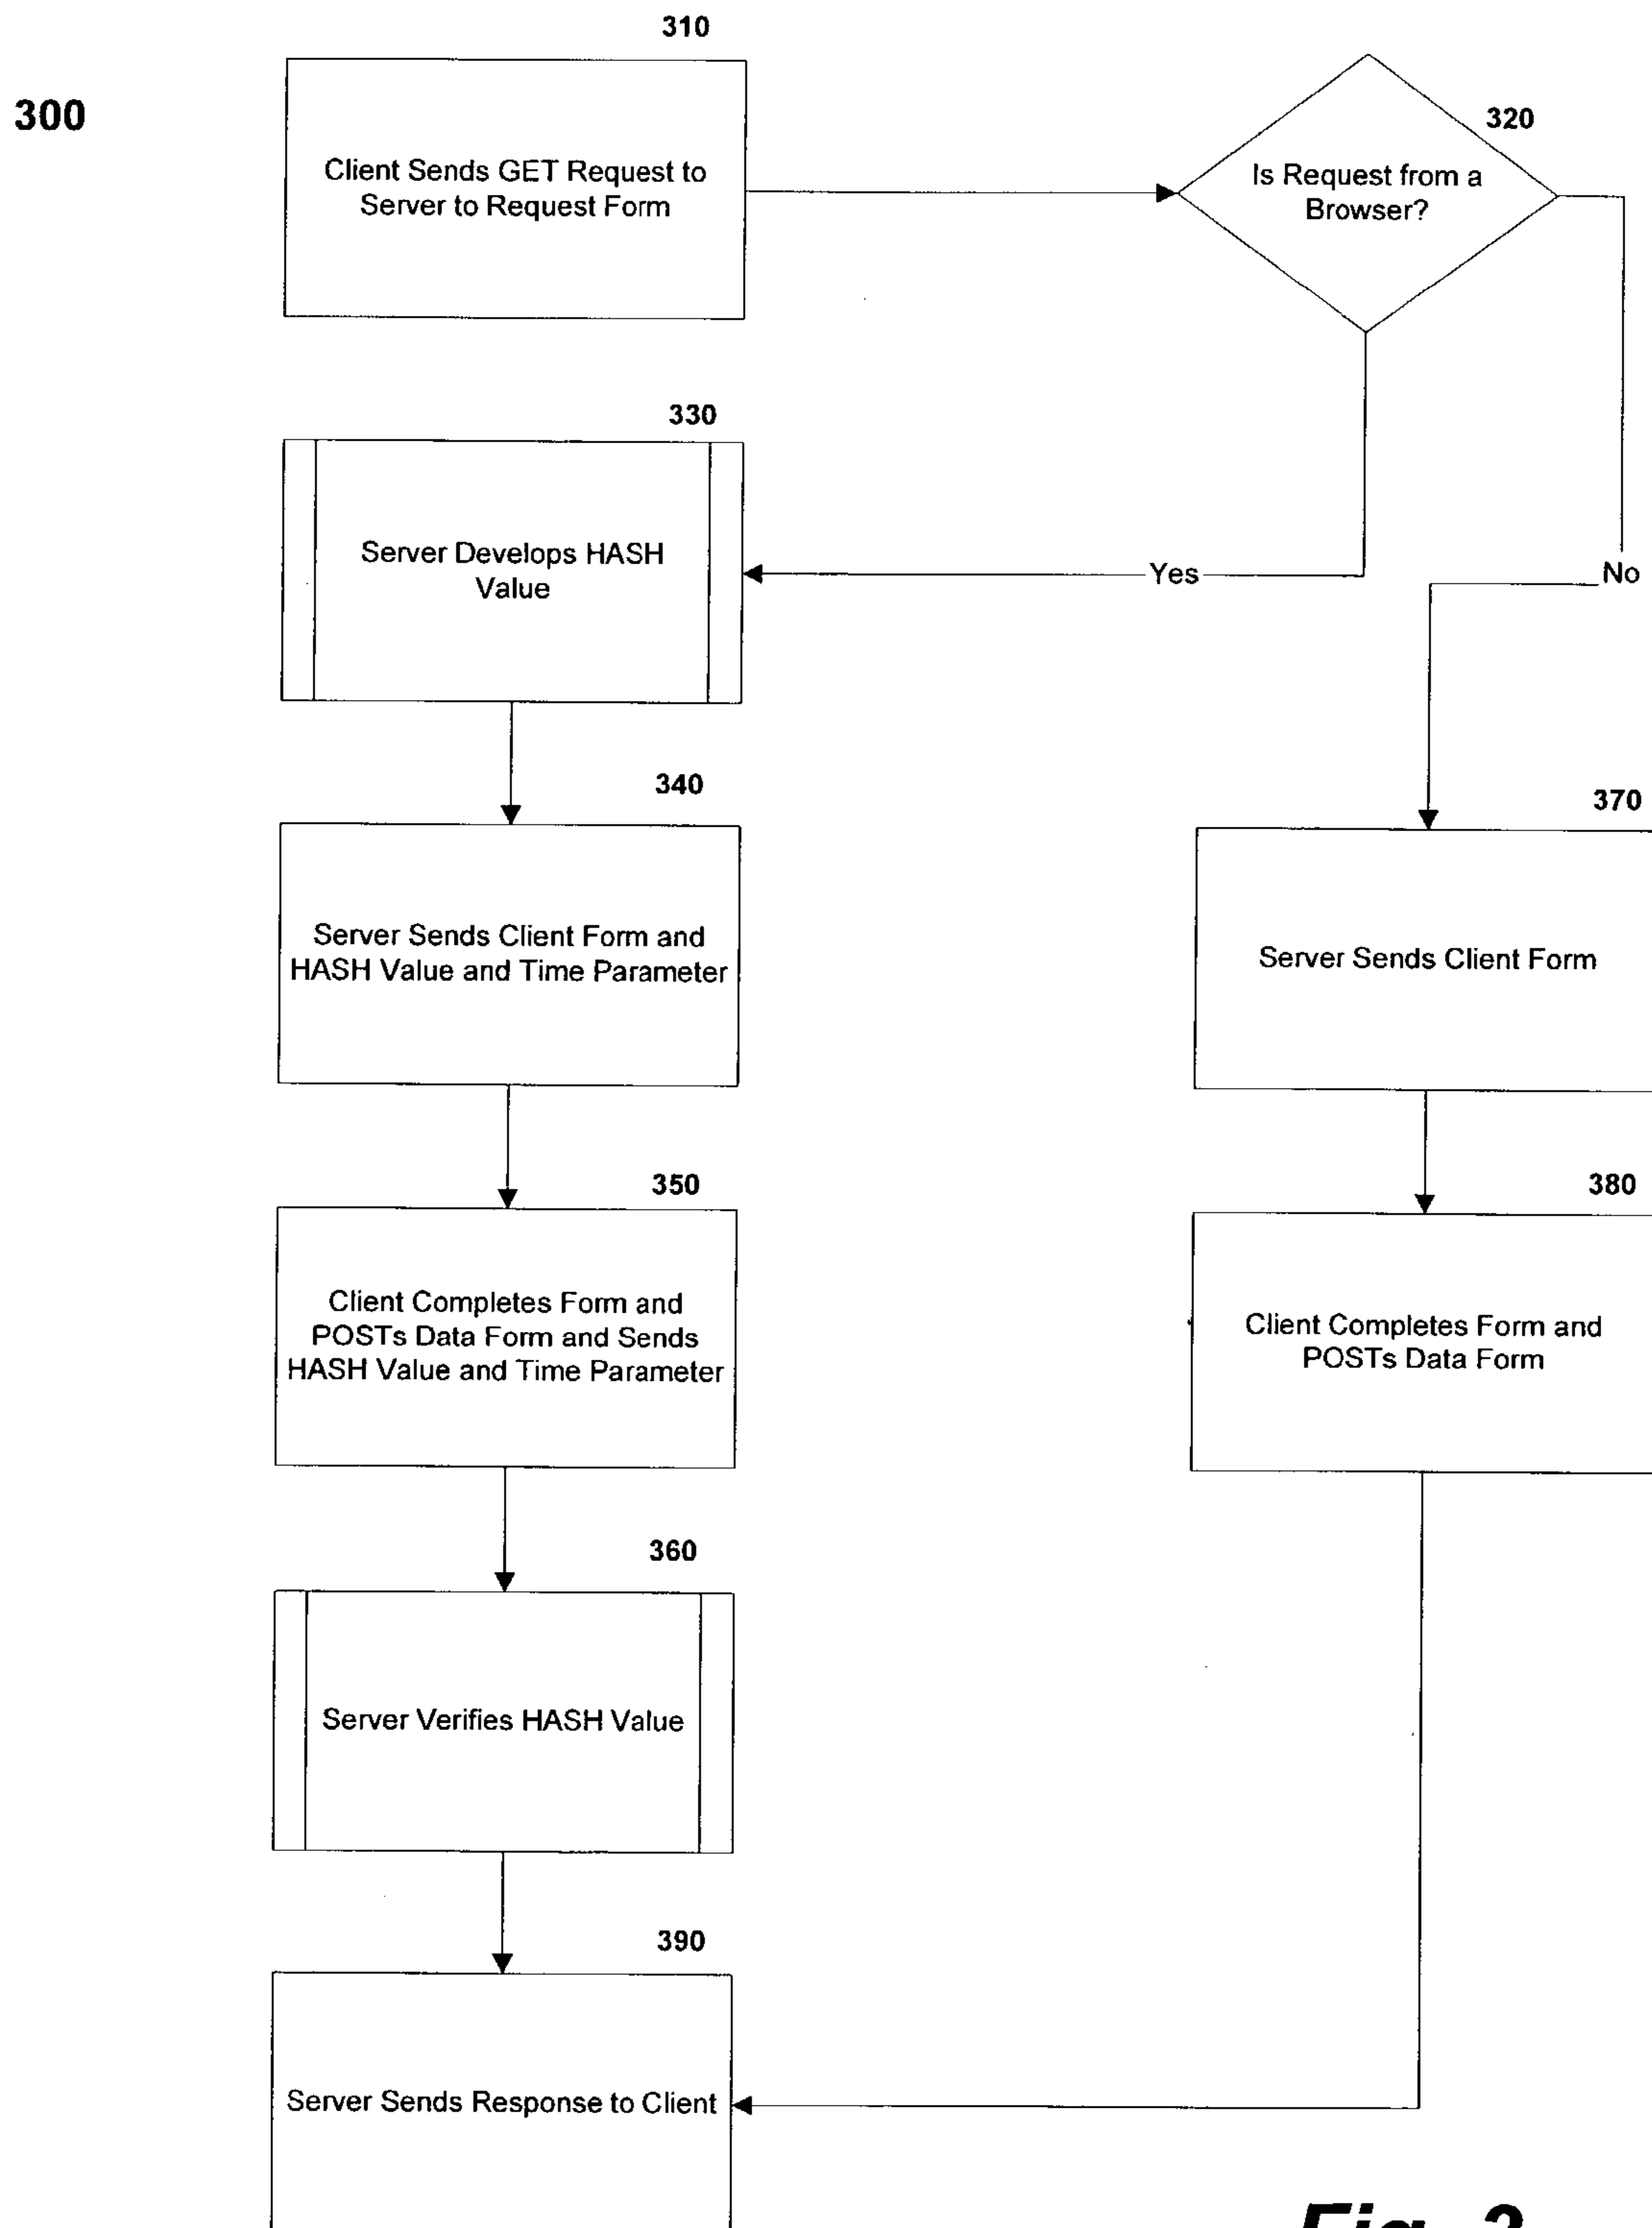 310
300
Client Sends GET Request to
Server to Request Form
320
Is Request from a
Browser?
330
Server Develops HASH
Value
Yes
No
340
Server Sends Client Form and
HASH Value and Time Parameter
370
Server Sends Client Form
350
Client Completes Form and
POSTs Data Form and Sends
HASH Value and Time Parameter
380
Client Completes Form and
POSTs Data Form
360
Server Verifies HASH Value
390
Server Sends Response to Client
Fig.